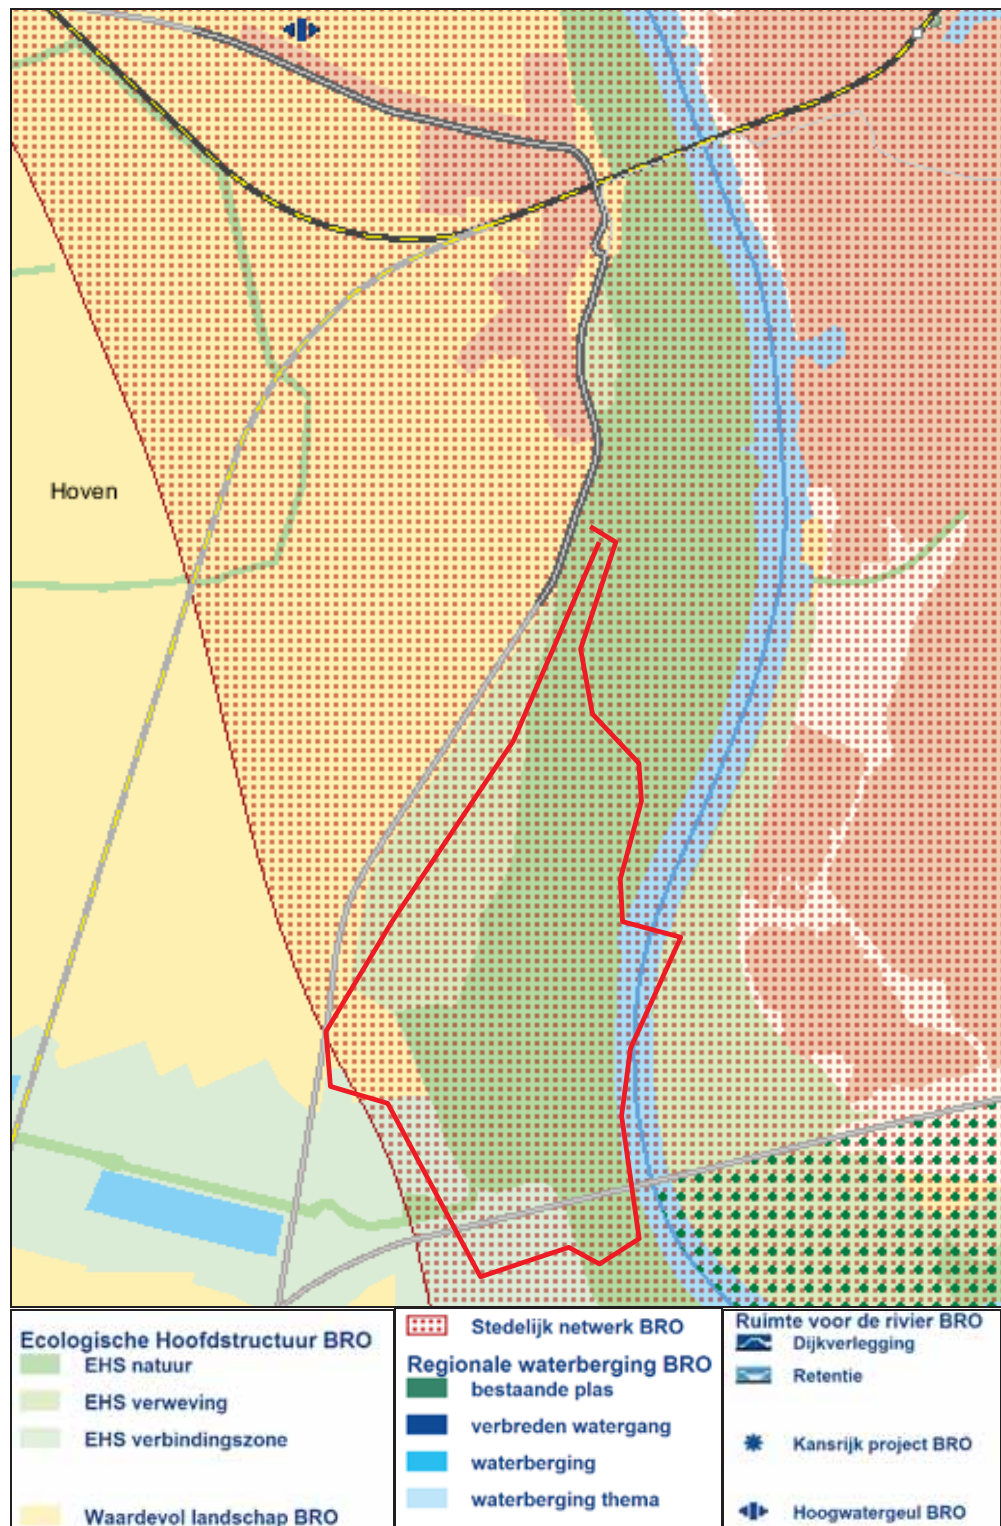 Hoven
Ecologische Hoofdstructuur BRO
EHS natuur
EHS verweving
EHS verbindingszone
Waardevol landschap BRO
Stedelijk netwerk BRO
Regionale waterberging BRO
bestaande plas
verbreden watergang
waterberging
waterberging thema
Ruimte voor de rivier BRO
Dijkverlegging
Retentie
Kansrijk project BRO
Hoogwatergeul BRO